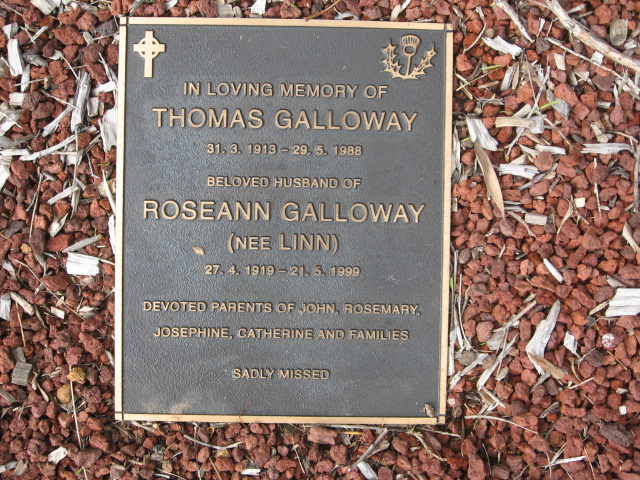 IN LOVING MEMORY OF
THOMAS GALLOWAY
31. 3. 1913 – 29. 5. 1988
BELOVED HUSBAND OF
ROSEANN GALLOWAY
(NEE LINN)
27. 4. 1919 – 21. 5. 1999
DEVOTED PARENTS OF JOHN, ROSEMARY,
JOSEPHINE, CATHERINE AND FAMILIES
SADLY MISSED